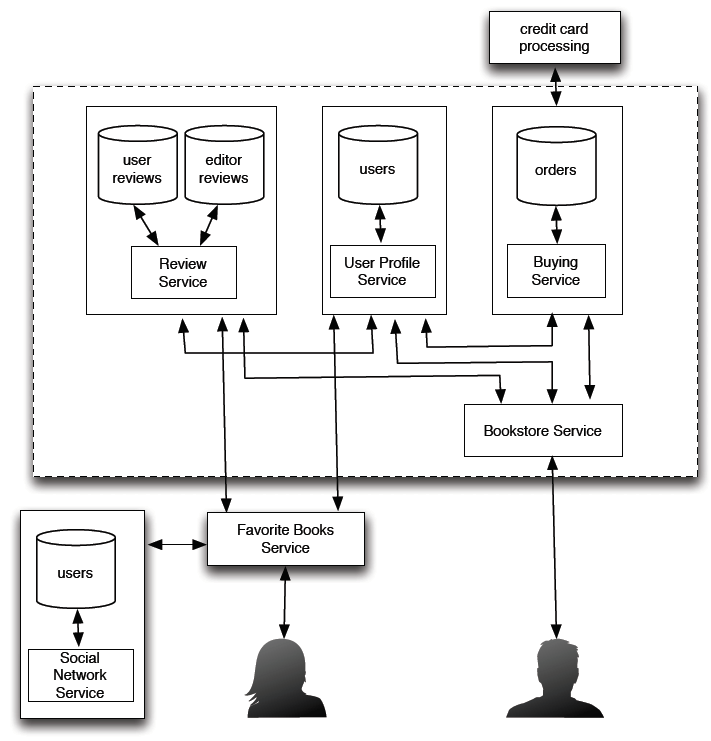 credit card
processing
user
reviews
editor
reviews
users
orders
Review
Service
User Profile
Service
Buying
Service
Bookstore Service
Favorite Books
Service
users
Social
Network
Service